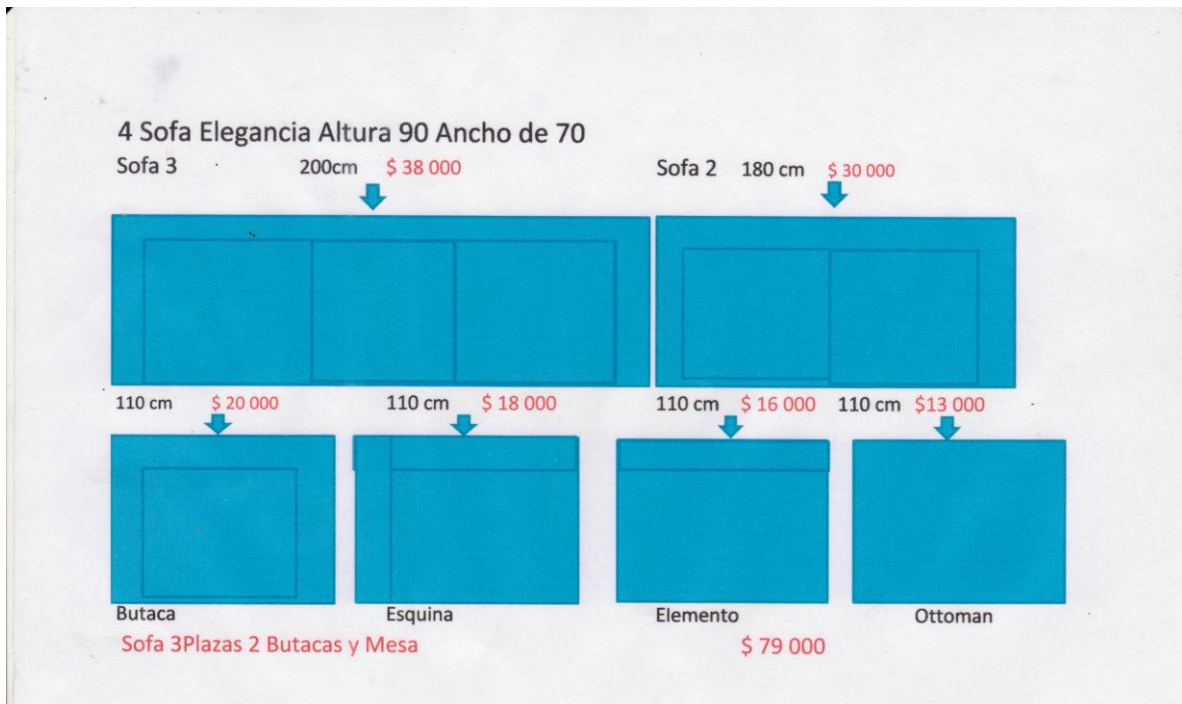 4 Sofa Elegancia Altura 90 Ancho de 70
Sofa 3 200cm $ 38 000 Sofa 2 180 cm $ 30 000
110 cm $ 20 000 110 cm $ 18 000 110 cm $ 16 000 110 cm $13 000
Butaca Esquina Elemento Ottoman
Sofa 3Plazas 2 Butacas y Mesa $ 79 000